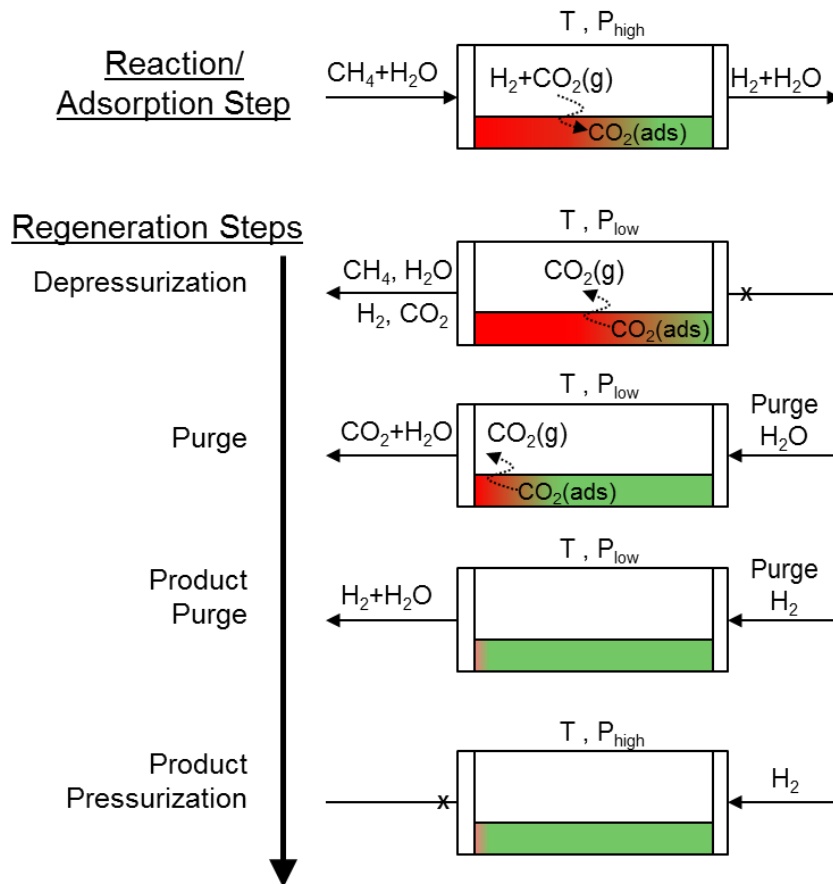 T , P_high
Reaction/
Adsorption Step
CH₄+H₂O
H₂+CO₂(g)
CO₂(ads)
H₂+H₂O
Regeneration Steps
T , P_low
Depressurization
CH₄, H₂O
H₂, CO₂
CO₂(g)
CO₂(ads)
x
T , P_low
Purge
CO₂+H₂O
CO₂(g)
CO₂(ads)
Purge
H₂O
T , P_low
Product
Purge
H₂+H₂O
Purge
H₂
T , P_high
Product
Pressurization
x
H₂